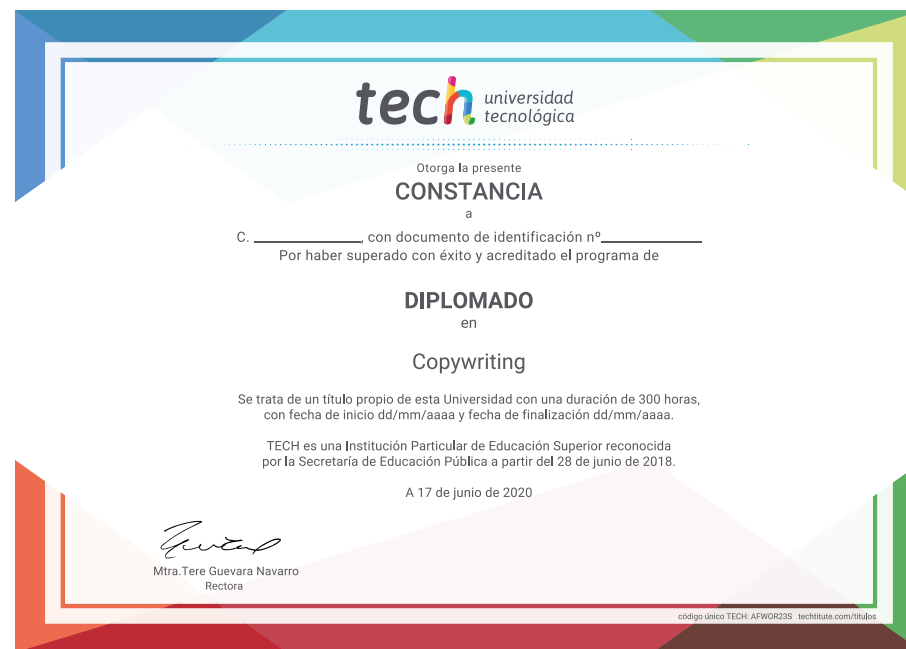 tech universidad
tecnológica
Otorga la presente
CONSTANCIA
a
C. ____________, con documento de identificación nº____________
Por haber superado con éxito y acreditado el programa de
DIPLOMADO
en
Copywriting
Se trata de un título propio de esta Universidad con una duración de 300 horas,
con fecha de inicio dd/mm/aaaa y fecha de finalización dd/mm/aaaa.
TECH es una Institución Particular de Educación Superior reconocida
por la Secretaría de Educación Pública a partir del 28 de junio de 2018.
A 17 de junio de 2020
Mtra.Tere Guevara Navarro
Rectora
código único TECH: AFWOR23S techtitute.com/titulos